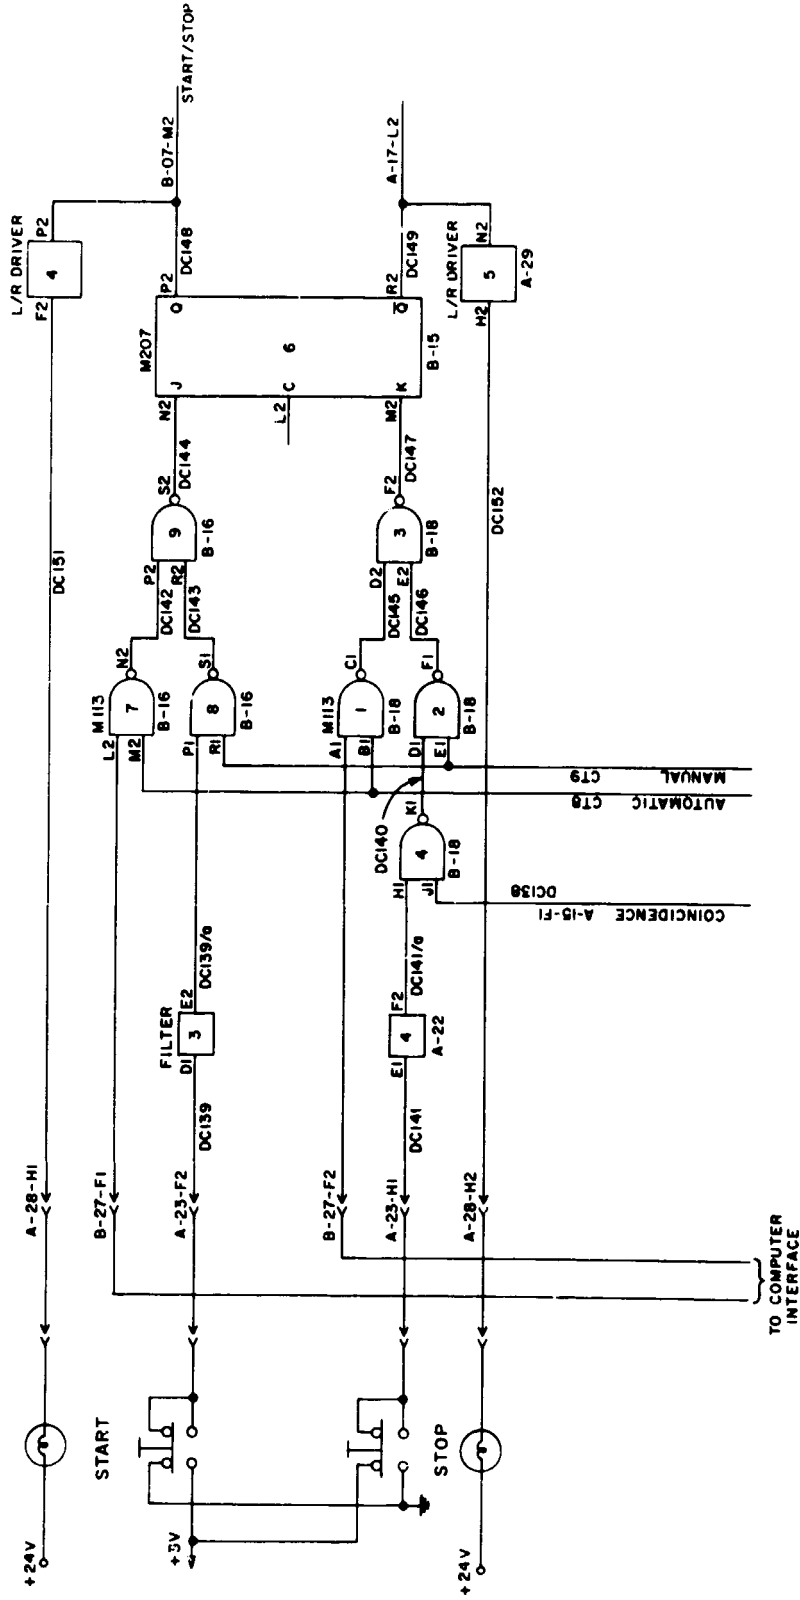 +24V
A-28-H1
DC151
F2
L/R DRIVER
4
P2
START
B-27-F1
L2
M2
M113
7
B-16
N2
DC142
P2
+5V
A-23-F2
DC139
D1
FILTER
3
E2
DC139/a
P1
R1
8
B-16
S1
DC143
R2
9
B-16
S2
DC144
N2
M207
J
Q
L2
C
6
M2
K
Q
B-15
P2
DC148
B-07-M2
START/STOP
B-27-F2
A1
B1
M113
1
B-18
C1
DC145
D2
STOP
A-23-H1
DC141
E1
4
A-22
F2
DC141/a
H1
J1
4
B-18
K1
DC140
D1
E1
2
B-18
F1
DC146
E2
3
B-18
F2
DC147
R2
DC149
A-17-L2
+24V
A-28-H2
DC152
H2
L/R DRIVER
5
A-29
N2
COINCIDENCE A-15-F1
DC138
AUTOMATIC CT8
MANUAL CT9
TO COMPUTER
INTERFACE